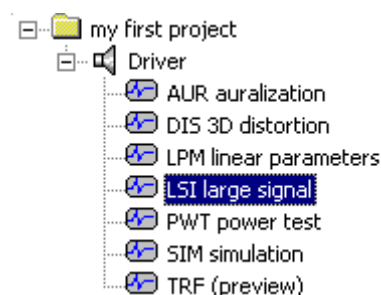 my first project
Driver
AUR auralization
DIS 3D distortion
LPM linear parameters
LSI large signal
PWT power test
SIM simulation
TRF (preview)